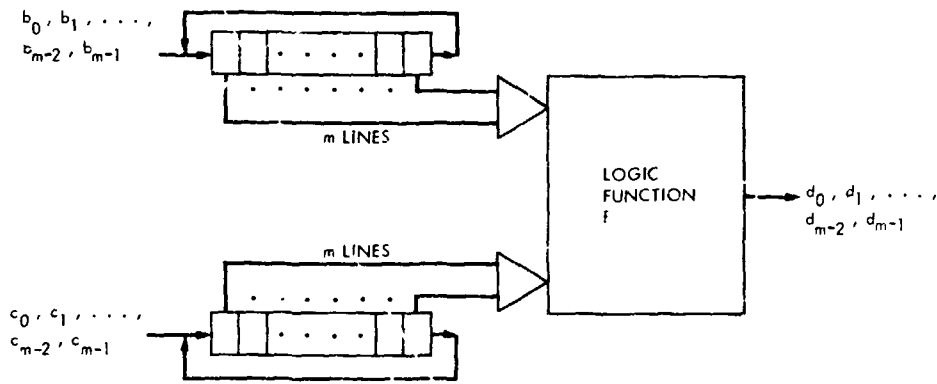 b0 , b1 , . . . . ,
bm-2 , bm-1
m LINES
LOGIC
FUNCTION
f
d0 , d1 , . . . . ,
dm-2 , dm-1
m LINES
c0 , c1 , . . . . ,
cm-2 , cm-1